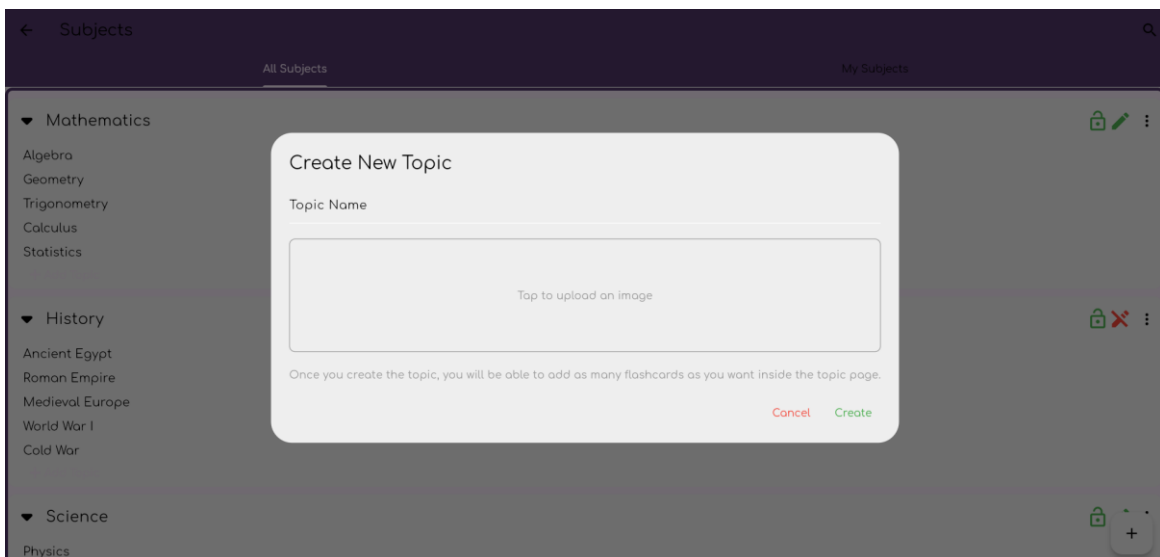 Subjects
All Subjects
My Subjects
Mathematics
Algebra
Geometry
Trigonometry
Calculus
Statistics
Create New Topic
Topic Name
Tap to upload an image
Once you create the topic, you will be able to add as many flashcards as you want inside the topic page.
Cancel Create
History
Ancient Egypt
Roman Empire
Medieval Europe
World War I
Cold War
Science
Physics